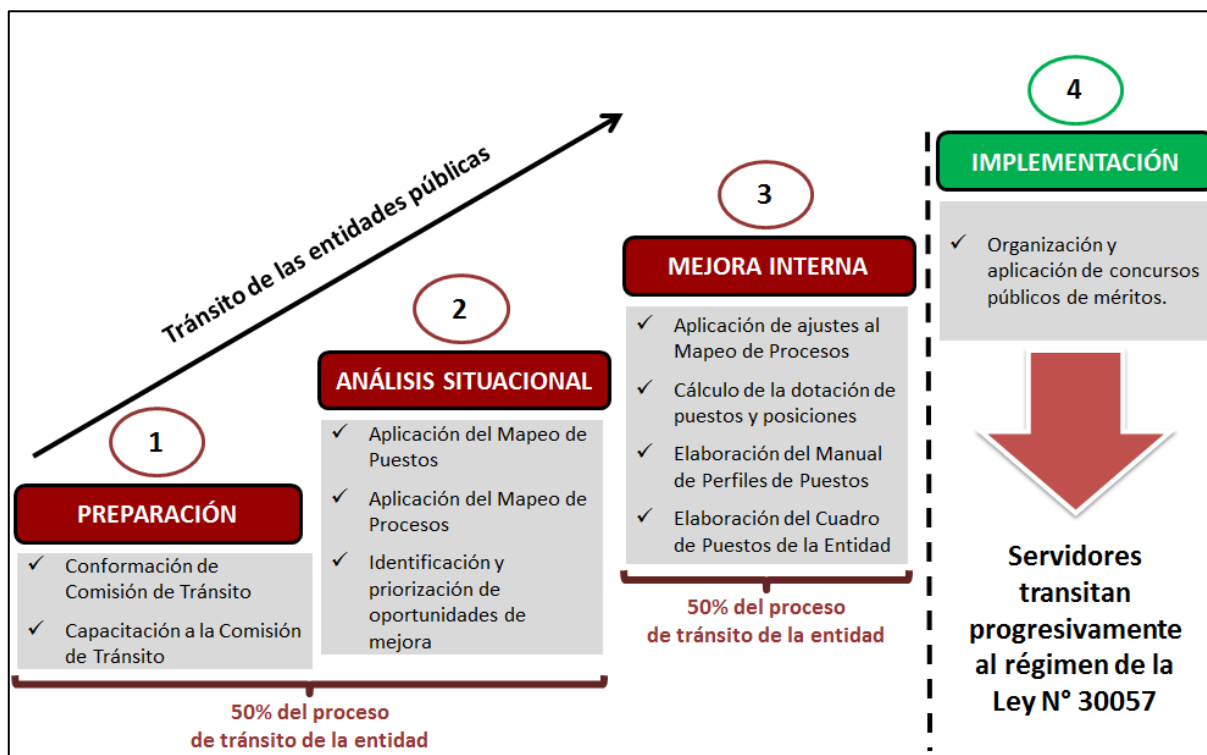 Tránsito de las entidades públicas
1
PREPARACIÓN
✓ Conformación de
Comisión de Tránsito
✓ Capacitación a la Comisión
de Tránsito
2
ANÁLISIS SITUACIONAL
✓ Aplicación del Mapeo de
Puestos
✓ Aplicación del Mapeo de
Procesos
✓ Identificación y
priorización de
oportunidades de
mejora
50% del proceso
de tránsito de la entidad
3
MEJORA INTERNA
✓ Aplicación de ajustes al
Mapeo de Procesos
✓ Cálculo de la dotación de
puestos y posiciones
✓ Elaboración del Manual
de Perfiles de Puestos
✓ Elaboración del Cuadro
de Puestos de la Entidad
50% del proceso
de tránsito de la entidad
4
IMPLEMENTACIÓN
✓ Organización y
aplicación de concursos
públicos de méritos.
Servidores
transitan
progresivamente
al régimen de la
Ley N° 30057